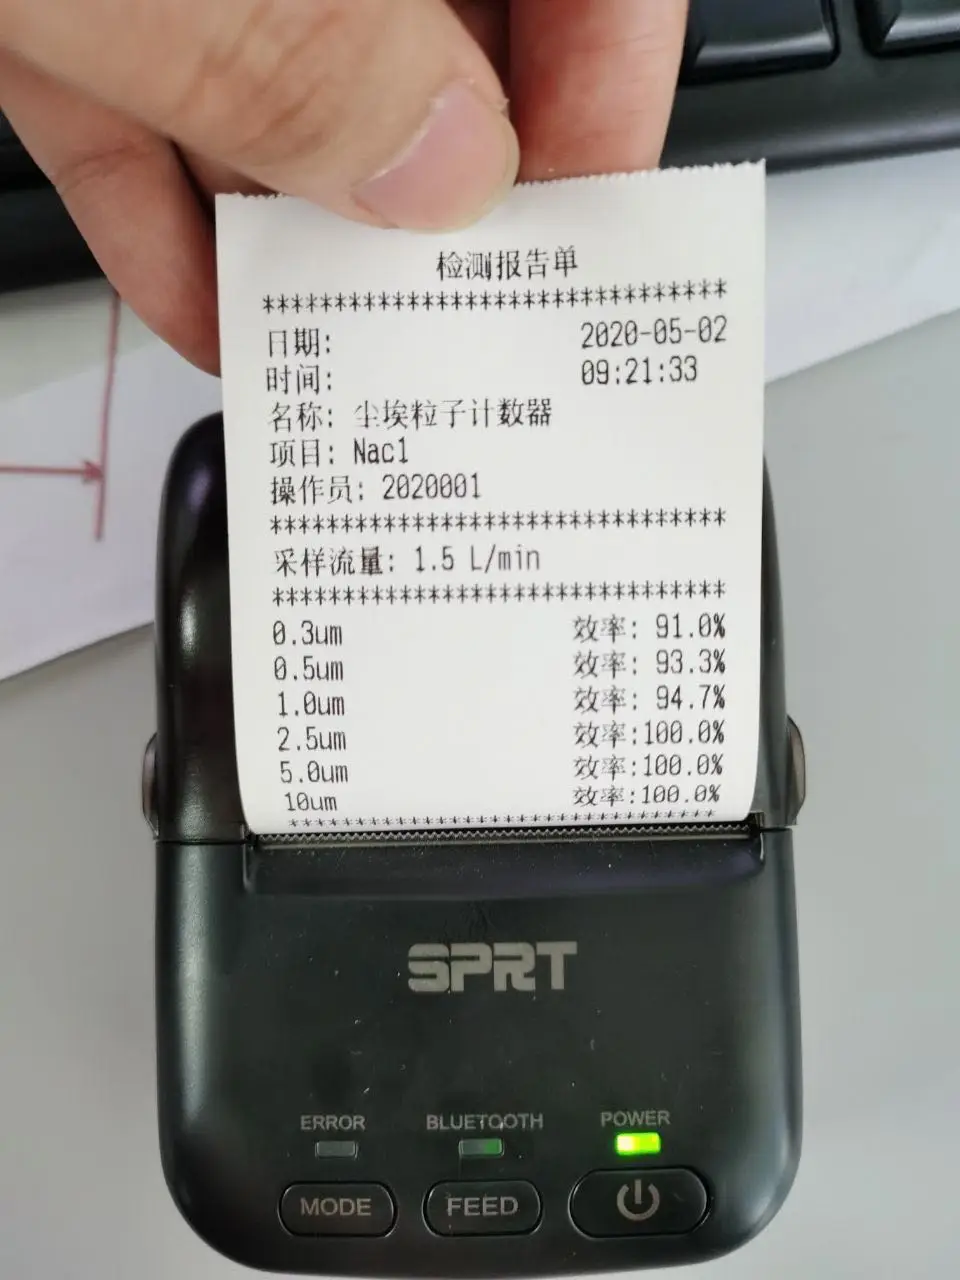 检测报告单
********************************
日期: 2020-05-02
时间: 09:21:33
名称: 尘埃粒子计数器
项目: Nacl
操作员: 2020001
********************************
采样流量: 1.5 L/min
********************************
0.3um 效率: 91.0%
0.5um 效率: 93.3%
1.0um 效率: 94.7%
2.5um 效率:100.0%
5.0um 效率:100.0%
10um 效率:100.0%
********************************
SPRT
ERROR BLUETOOTH POWER
MODE FEED